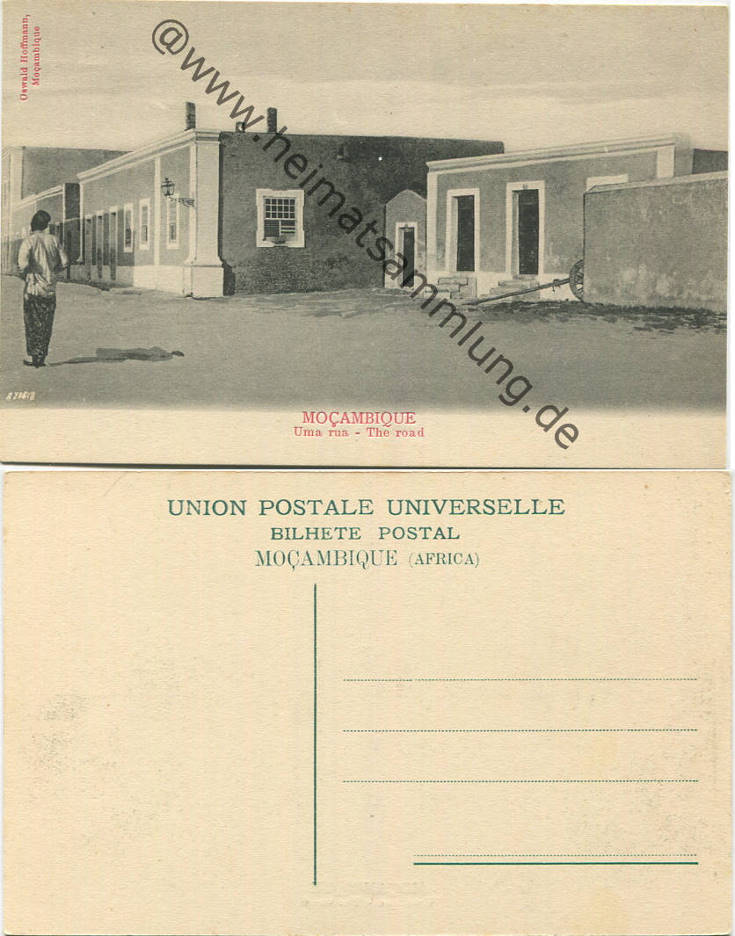 Oswald Hoffmann,
Moçambique
@www.heimatsammlung.de
MOÇAMBIQUE
Uma rua - The road
UNION POSTALE UNIVERSELLE
BILHETE POSTAL
MOÇAMBIQUE (AFRICA)